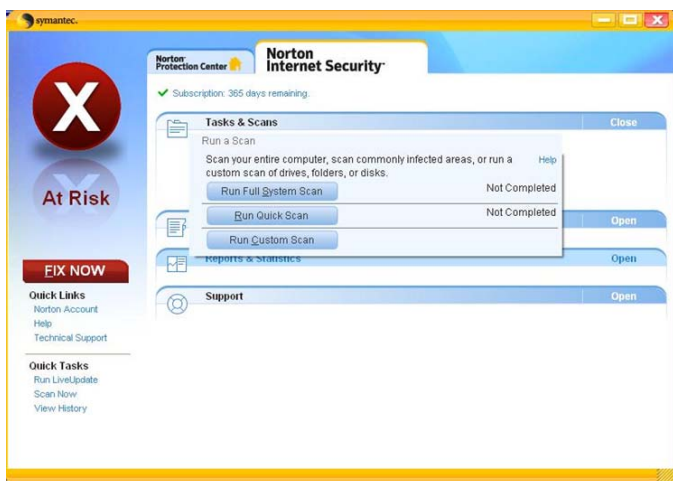 symantec.
Norton
Protection Center
Norton
Internet Security
Subscription: 365 days remaining.
Tasks & Scans
Close
Run a Scan
Scan your entire computer, scan commonly infected areas, or run a
custom scan of drives, folders, or disks.
Help
Run Full System Scan
Not Completed
Run Quick Scan
Not Completed
Run Custom Scan
Open
Reports & Statistics
Open
Support
Open
X
At Risk
FIX NOW
Quick Links
Norton Account
Help
Technical Support
Quick Tasks
Run LiveUpdate
Scan Now
View History